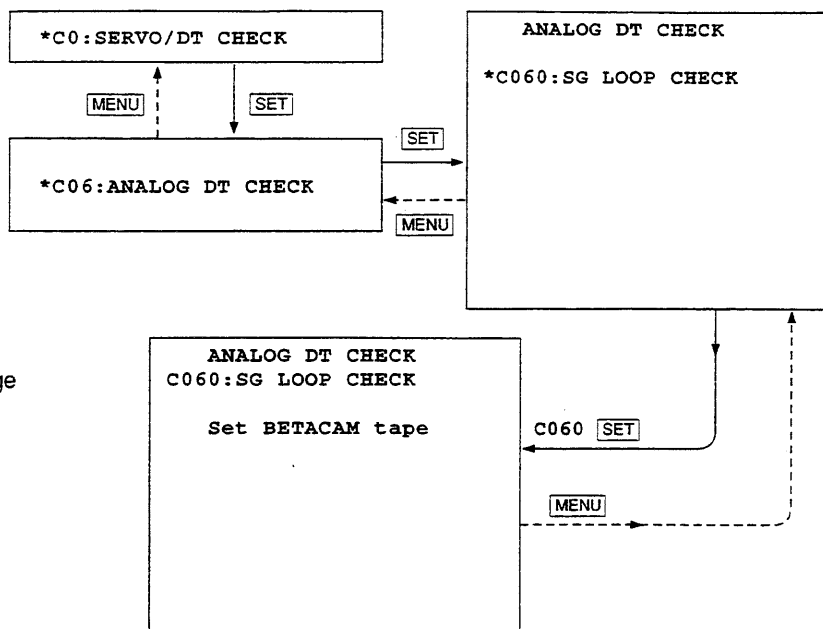 *C0:SERVO/DT CHECK
MENU
SET
*C06:ANALOG DT CHECK
SET
MENU
ANALOG DT CHECK
*C060:SG LOOP CHECK
ge
ANALOG DT CHECK
C060:SG LOOP CHECK
Set BETACAM tape
C060 SET
MENU